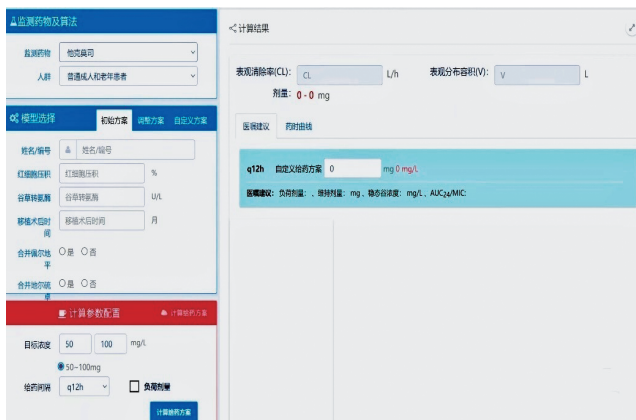 监测药物及算法
监测药物 他克莫司
人群 普通成人和老年患者
模型选择 初始方案 调整方案 自定义方案
姓名/编号 姓名/编号
红细胞压积 红细胞压积 %
谷草转氨酶 谷草转氨酶 U/L
移植术后时间 移植术后时间 月
合并佩尔地平 是 否
合并地尔硫卓 是 否
计算参数配置 计算给药方案
目标浓度 50 100 mg/L
50~100mg
给药间隔 q12h 负荷剂量
计算给药方案
计算结果
表观清除率(CL): CL L/h 表观分布容积(V): V L
剂量: 0 - 0 mg
医嘱建议 药时曲线
q12h 自定义给药方案 0 mg 0 mg/L
医嘱建议: 负荷剂量: , 维持剂量: mg , 稳态谷浓度: mg/L , AUC24/MIC: